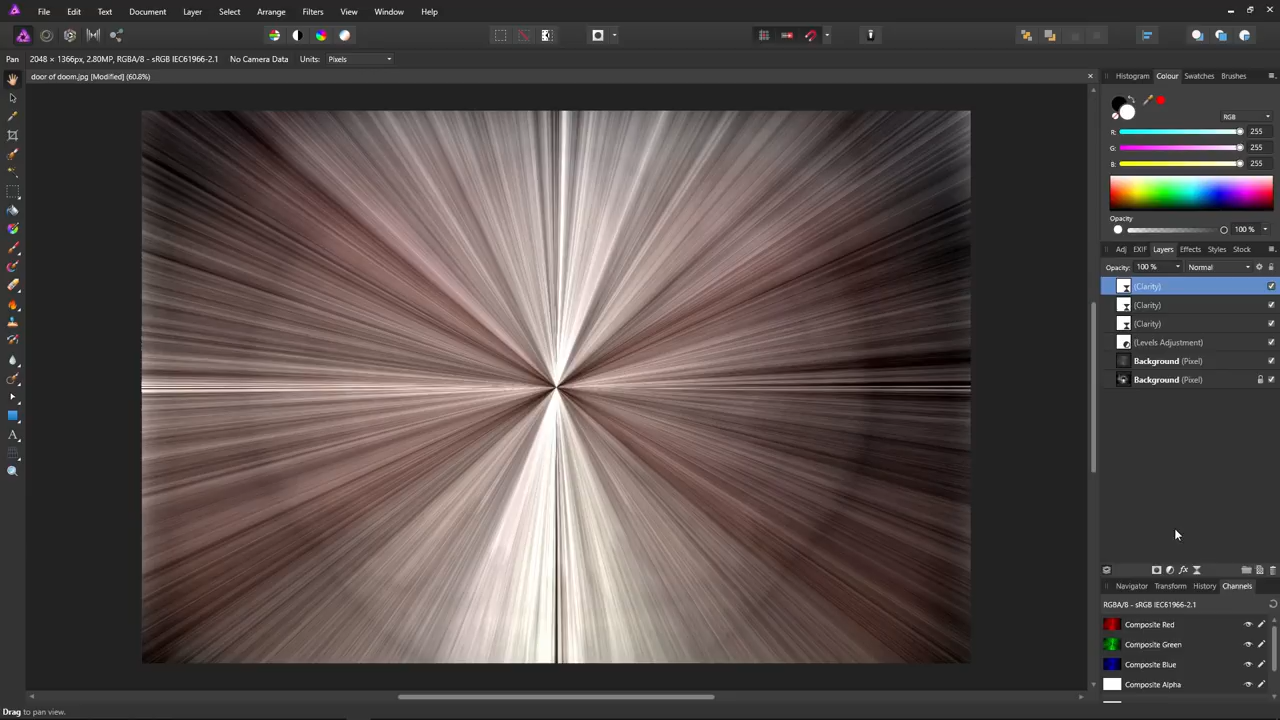 File Edit Text Document Layer Select Arrange Filters View Window Help
Pan 2048 × 1366px, 2.80MP, RGBA/8 - sRGB IEC61966-2.1 No Camera Data Units: Pixels
door of doom.jpg [Modified] (60.8%)
Histogram Colour Swatches Brushes
RGB
R: 255
G: 255
B: 255
Opacity
100 %
Adj EXIF Layers Effects Styles Stock
Opacity: 100 % Normal
(Clarity)
(Clarity)
(Clarity)
(Levels Adjustment)
Background (Pixel)
Background (Pixel)
fx
Navigator Transform History Channels
RGBA/8 - sRGB IEC61966-2.1
Composite Red
Composite Green
Composite Blue
Composite Alpha
A
Drag to pan view.